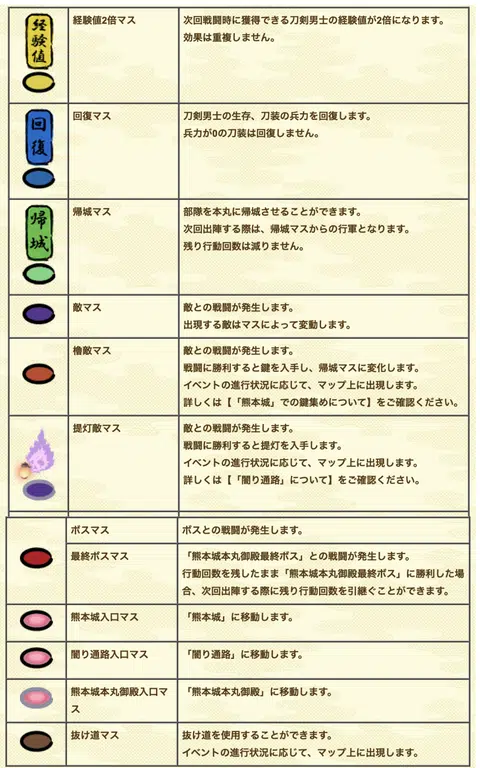 経験値
経験値2倍マス
次回戦闘時に獲得できる刀剣男士の経験値が2倍になります。
効果は重複しません。
回復
回復マス
刀剣男士の生存、刀装の兵力を回復します。
兵力が0の刀装は回復しません。
帰城
帰城マス
部隊を本丸に帰城させることができます。
次回出陣する際は、帰城マスからの行軍となります。
残り行動回数は減りません。
敵マス
敵との戦闘が発生します。
出現する敵はマスによって変動します。
櫓敵マス
敵との戦闘が発生します。
戦闘に勝利すると鍵を入手し、帰城マスに変化します。
イベントの進行状況に応じて、マップ上に出現します。
詳しくは【「熊本城」での鍵集めについて】をご確認ください。
提灯敵マス
敵との戦闘が発生します。
戦闘に勝利すると提灯を入手します。
イベントの進行状況に応じて、マップ上に出現します。
詳しくは【「闇り通路」について】をご確認ください。
ボスマス
ボスとの戦闘が発生します。
最終ボスマス
「熊本城本丸御殿最終ボス」との戦闘が発生します。
行動回数を残したまま「熊本城本丸御殿最終ボス」に勝利した場
合、次回出陣する際に残り行動回数を引継ぐことができます。
熊本城入口マス
「熊本城」に移動します。
闇り通路入口マス
「闇り通路」に移動します。
熊本城本丸御殿入口マ
ス
「熊本城本丸御殿」に移動します。
抜け道マス
抜け道を使用することができます。
イベントの進行状況に応じて、マップ上に出現します。